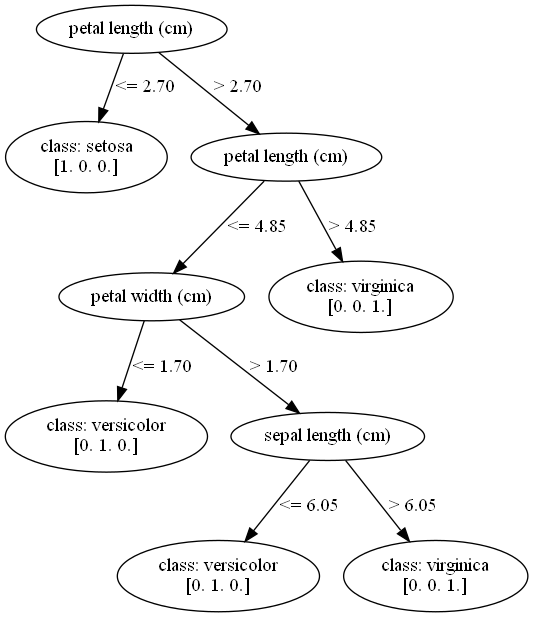 petal length (cm)
<= 2.70
> 2.70
class: setosa
[1. 0. 0.]
petal length (cm)
<= 4.85
> 4.85
petal width (cm)
class: virginica
[0. 0. 1.]
<= 1.70
> 1.70
class: versicolor
[0. 1. 0.]
sepal length (cm)
<= 6.05
> 6.05
class: versicolor
[0. 1. 0.]
class: virginica
[0. 0. 1.]